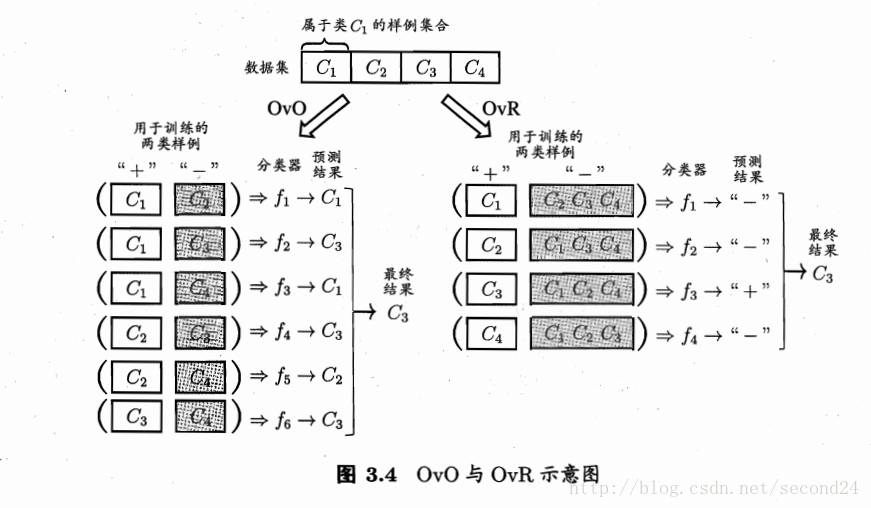 属于类C₁的样例集合
数据集 C₁ C₂ C₃ C₄
OvO OvR
用于训练的
两类样例
“+” “−” 分类器 预测
结果
( C₁ C₂ ) ⇒ f₁ → C₁
( C₁ C₃ ) ⇒ f₂ → C₃
( C₁ C₄ ) ⇒ f₃ → C₁
( C₂ C₃ ) ⇒ f₄ → C₃
( C₂ C₄ ) ⇒ f₅ → C₂
( C₃ C₄ ) ⇒ f₆ → C₃
最终
结果
C₃
用于训练的
两类样例
“+” “−” 分类器 预测
结果
( C₁ C₂ C₃ C₄ ) ⇒ f₁ → “−”
( C₂ C₁ C₃ C₄ ) ⇒ f₂ → “−”
( C₃ C₁ C₂ C₄ ) ⇒ f₃ → “+”
( C₄ C₁ C₂ C₃ ) ⇒ f₄ → “−”
最终
结果
C₃
图 3.4 OvO 与 OvR 示意图
http://blog.csdn.net/second24